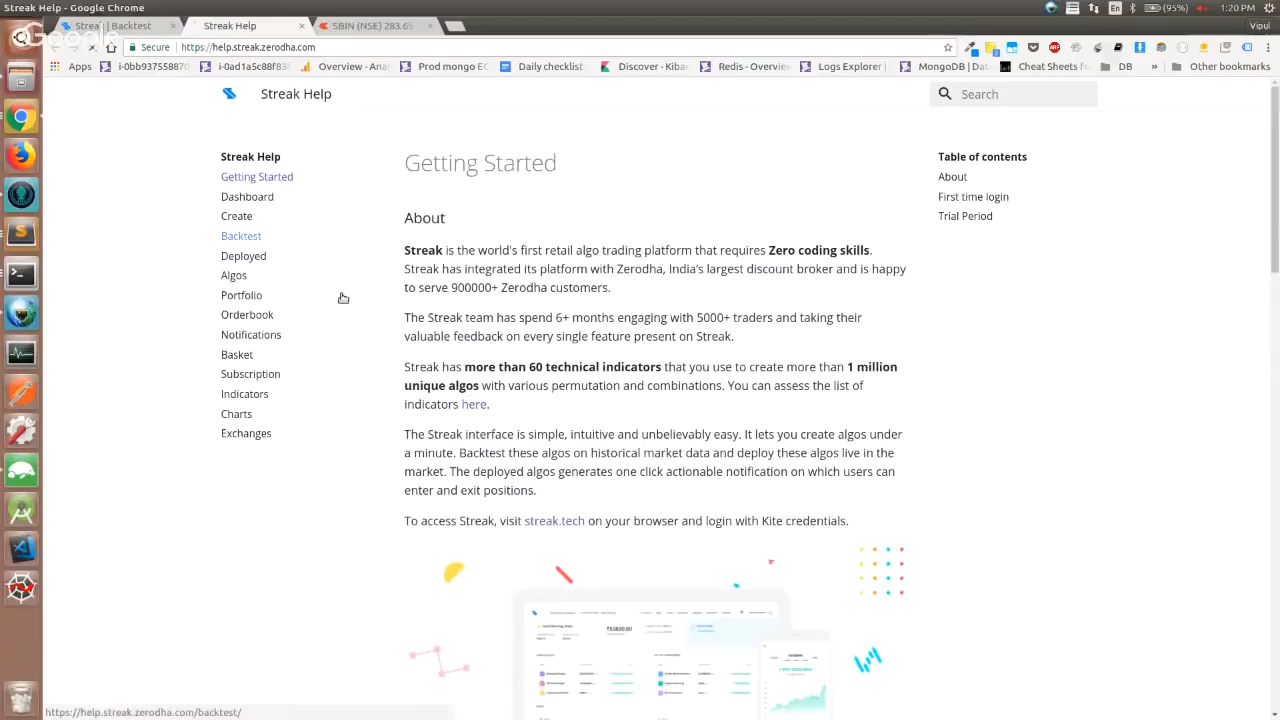 Streak Help - Google Chrome
(95%)
1:20 PM
Streak | Backtest
Streak Help
SBIN (NSE) 283.65
Vipul
Secure
https://help.streak.zerodha.com
Apps
i-0bb937558870
i-0ad1a5c88f83
Overview - Anal
Prod mongo EC
Daily checklist
Discover - Kiba
Redis - Overvie
Logs Explorer |
MongoDB | Data
Cheat Sheets f
DB
»
Other bookmarks
Streak Help
Search
Streak Help
Getting Started
Dashboard
Create
Backtest
Deployed
Algos
Portfolio
Orderbook
Notifications
Basket
Subscription
Indicators
Charts
Exchanges
Getting Started
About
Streak is the world's first retail algo trading platform that requires Zero coding skills.
Streak has integrated its platform with Zerodha, India's largest discount broker and is happy
to serve 900000+ Zerodha customers.
The Streak team has spend 6+ months engaging with 5000+ traders and taking their
valuable feedback on every single feature present on Streak.
Streak has more than 60 technical indicators that you use to create more than 1 million
unique algos with various permutation and combinations. You can assess the list of
indicators here.
The Streak interface is simple, intuitive and unbelievably easy. It lets you create algos under
a minute. Backtest these algos on historical market data and deploy these algos live in the
market. The deployed algos generates one click actionable notification on which users can
enter and exit positions.
To access Streak, visit streak.tech on your browser and login with Kite credentials.
Table of contents
About
First time login
Trial Period
https://help.streak.zerodha.com/backtest/